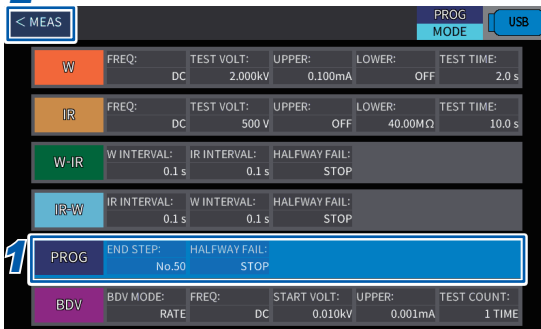 < MEAS
PROG
MODE
USB
W
FREQ: TEST VOLT: UPPER: LOWER: TEST TIME:
DC 2.000kV 0.100mA OFF 2.0 s
IR
FREQ: TEST VOLT: UPPER: LOWER: TEST TIME:
DC 500 V OFF 40.00MΩ 10.0 s
W-IR
W INTERVAL: IR INTERVAL: HALFWAY FAIL:
0.1 s 0.1 s STOP
IR-W
IR INTERVAL: W INTERVAL: HALFWAY FAIL:
0.1 s 0.1 s STOP
1
PROG
END STEP: HALFWAY FAIL:
No.50 STOP
BDV
BDV MODE: FREQ: START VOLT: UPPER: TEST COUNT:
RATE DC 0.010kV 0.001mA 1 TIME